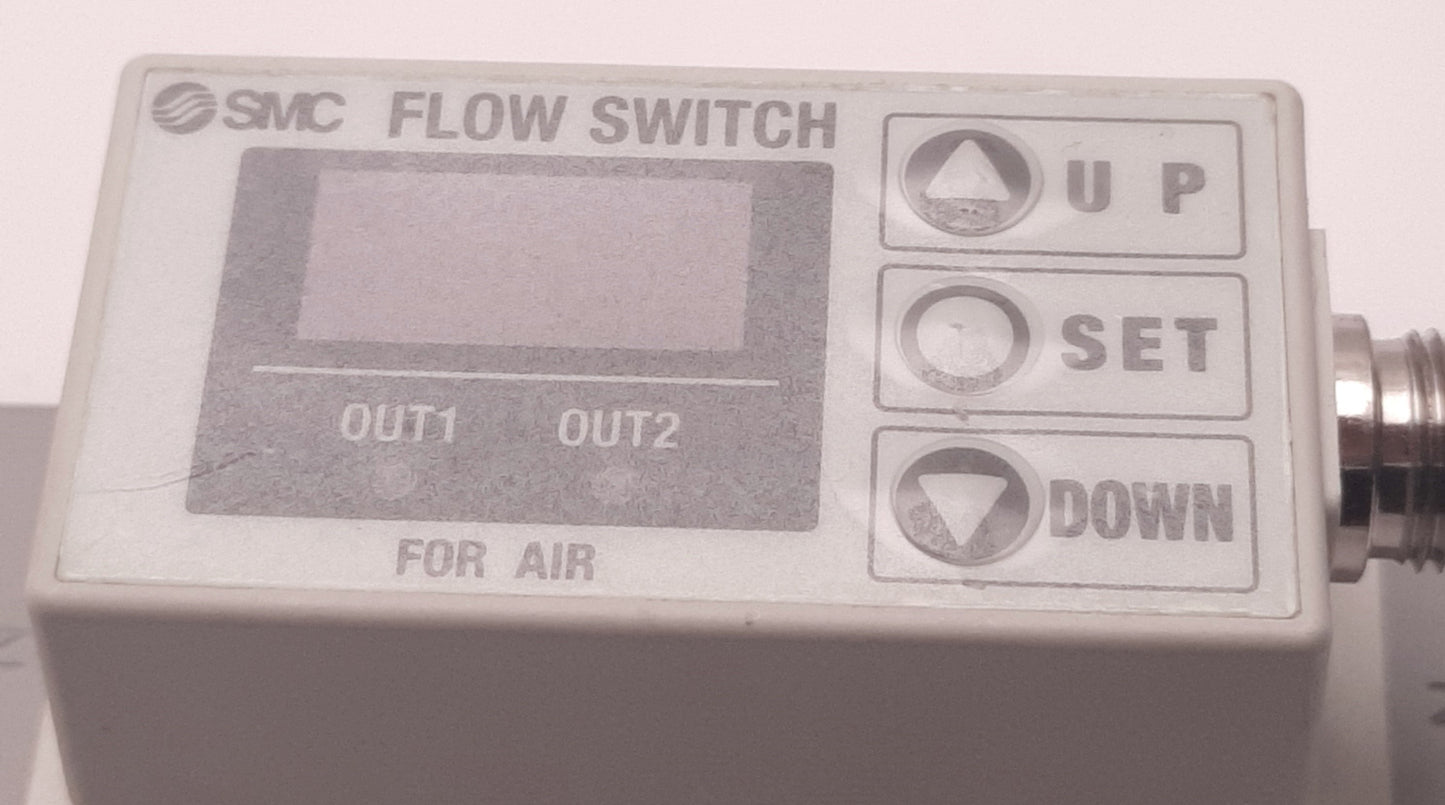 SMC FLOW SWITCH
UP
SET
DOWN
OUT1 OUT2
FOR AIR